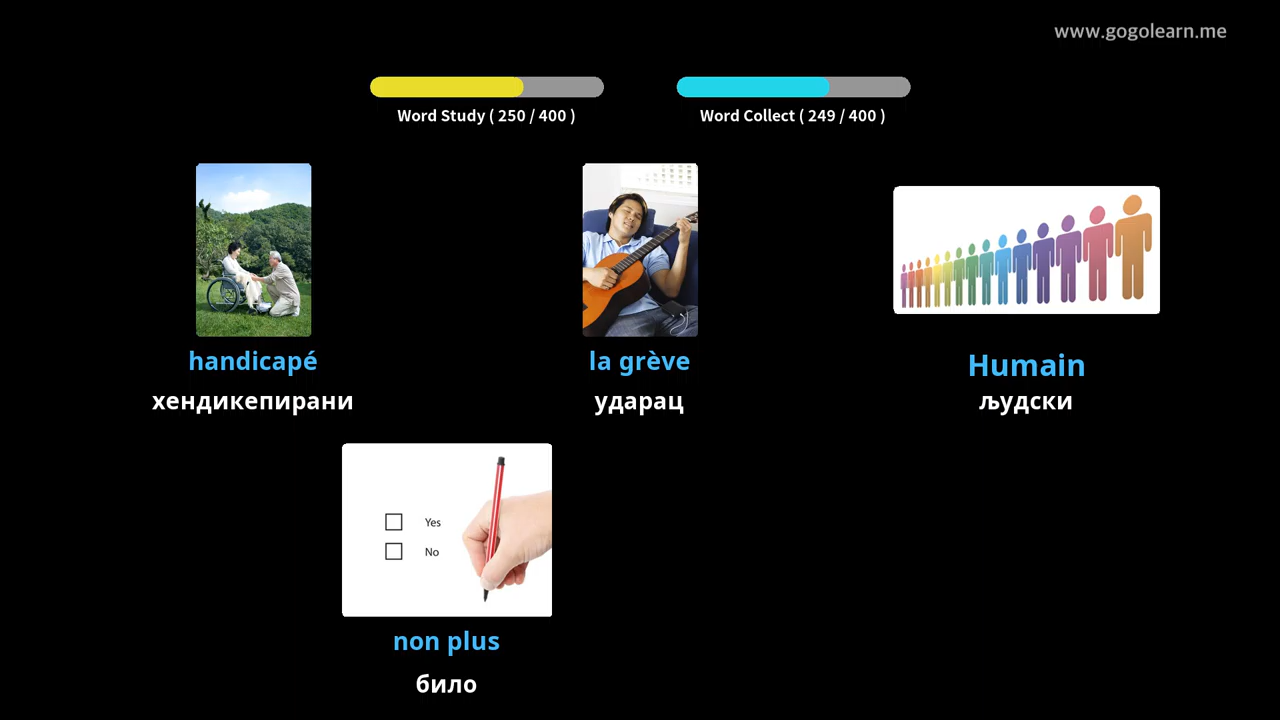 www.gogolearn.me
Word Study ( 250 / 400 )
Word Collect ( 249 / 400 )
handicapé
хендикепирани
la grève
ударац
Humain
људски
Yes
No
non plus
било